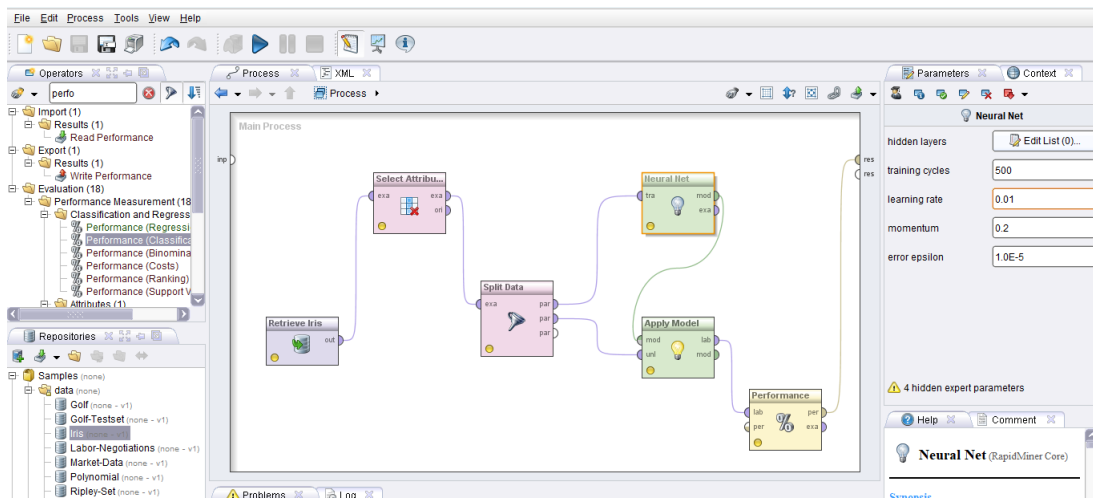 File Edit Process Tools View Help
Operators
perfo
Import (1)
Results (1)
Read Performance
Export (1)
Results (1)
Write Performance
Evaluation (18)
Performance Measurement (18
Classification and Regress
Performance (Regressi
Performance (Classifica
Performance (Binomina
Performance (Costs)
Performance (Ranking)
Performance (Support V
Attributes (1)
Repositories
Samples (none)
data (none)
Golf (none - v1)
Golf-Testset (none - v1)
Iris (none - v1)
Labor-Negotiations (none - v1)
Market-Data (none - v1)
Polynomial (none - v1)
Ripley-Set (none - v1)
Process
XML
Process
Main Process
inp
res
res
Select Attribu...
exa exa
ori
Neural Net
tra mod
exa
Split Data
exa par
par
par
Retrieve Iris
out
Apply Model
mod lab
unl mod
Performance
lab per
per exa
Problems
Log
Parameters
Context
Neural Net
hidden layers
Edit List (0)...
training cycles
500
learning rate
0.01
momentum
0.2
error epsilon
1.0E-5
4 hidden expert parameters
Help
Comment
Neural Net (RapidMiner Core)
Synopsis